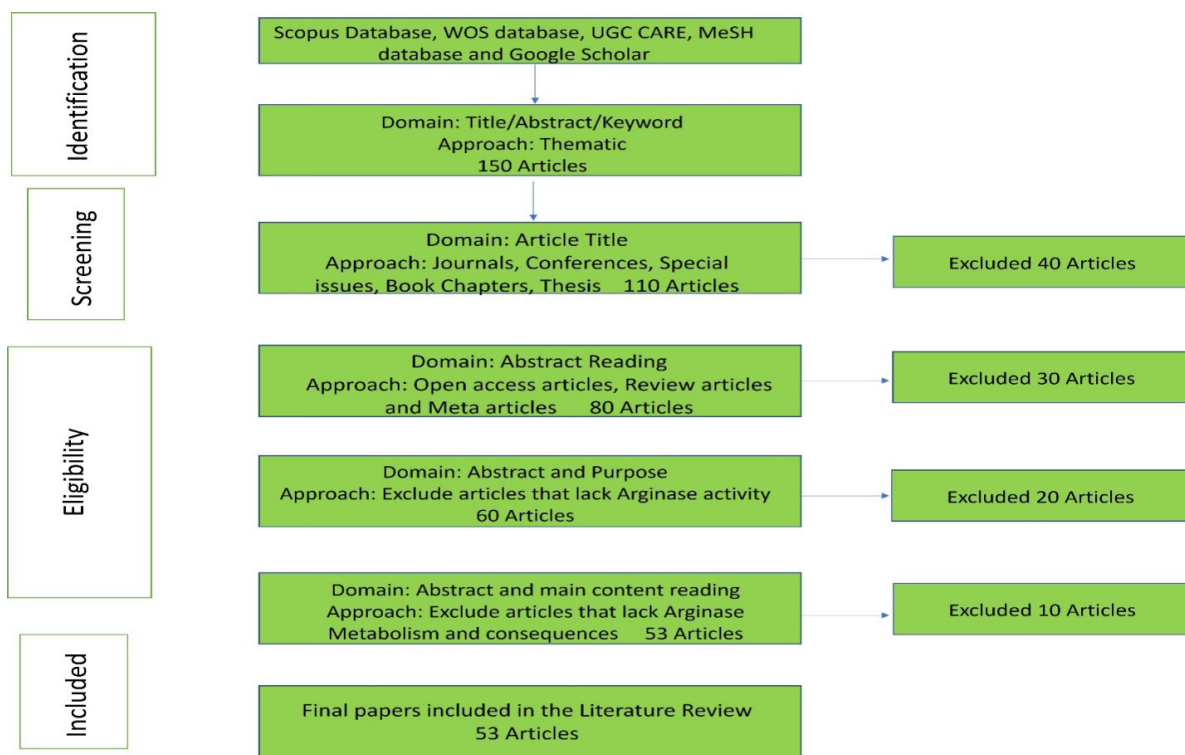 Identification
Scopus Database, WOS database, UGC CARE, MeSH
database and Google Scholar
Domain: Title/Abstract/Keyword
Approach: Thematic
150 Articles
Screening
Domain: Article Title
Approach: Journals, Conferences, Special
issues, Book Chapters, Thesis 110 Articles
Excluded 40 Articles
Eligibility
Domain: Abstract Reading
Approach: Open access articles, Review articles
and Meta articles 80 Articles
Excluded 30 Articles
Domain: Abstract and Purpose
Approach: Exclude articles that lack Arginase activity
60 Articles
Excluded 20 Articles
Domain: Abstract and main content reading
Approach: Exclude articles that lack Arginase
Metabolism and consequences 53 Articles
Excluded 10 Articles
Included
Final papers included in the Literature Review
53 Articles